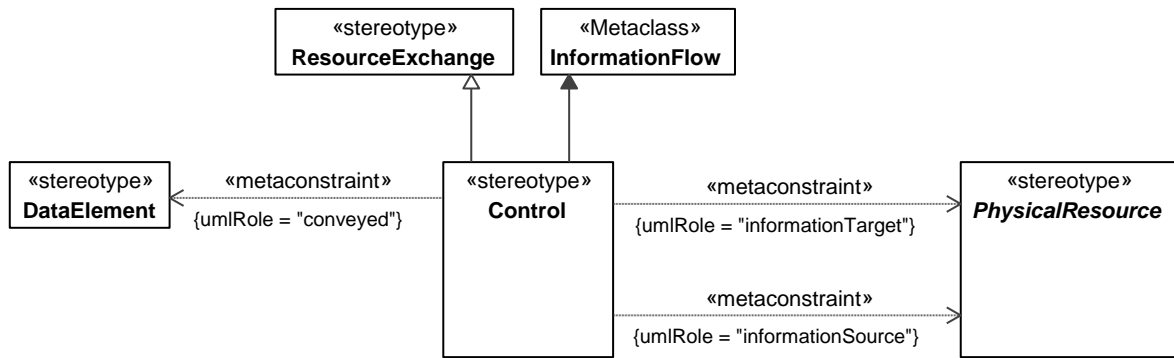 «stereotype»
ResourceExchange
«Metaclass»
InformationFlow
«stereotype»
DataElement
«metaconstraint»
{umlRole = "conveyed"}
«stereotype»
Control
«metaconstraint»
{umlRole = "informationTarget"}
«metaconstraint»
{umlRole = "informationSource"}
«stereotype»
PhysicalResource